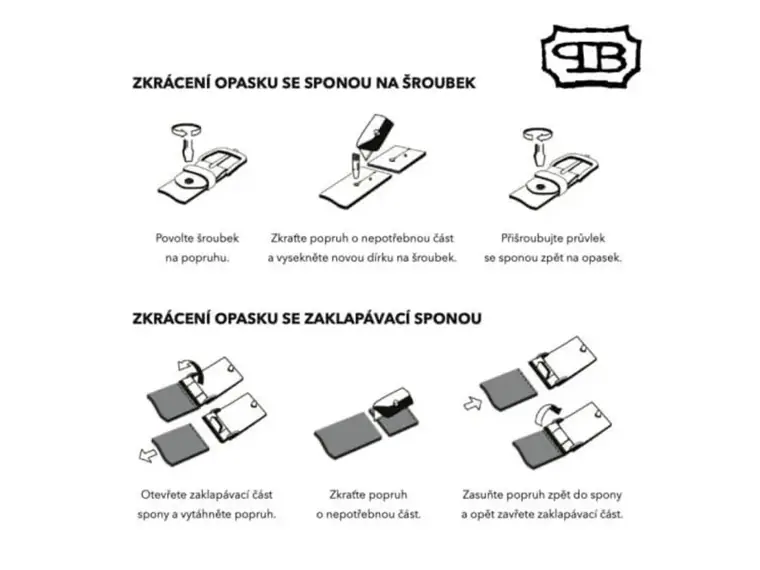 PB
ZKRÁCENÍ OPASKU SE SPONOU NA ŠROUBEK
Povolte šroubek
na popruhu.
Zkraťte popruh o nepotřebnou část
a vysekněte novou dírku na šroubek.
Přišroubujte průvlek
se sponou zpět na opasek.
ZKRÁCENÍ OPASKU SE ZAKLAPÁVACÍ SPONOU
Otevřete zaklapávací část
spony a vytáhněte popruh.
Zkraťte popruh
o nepotřebnou část.
Zasuňte popruh zpět do spony
a opět zavřete zaklapávací část.